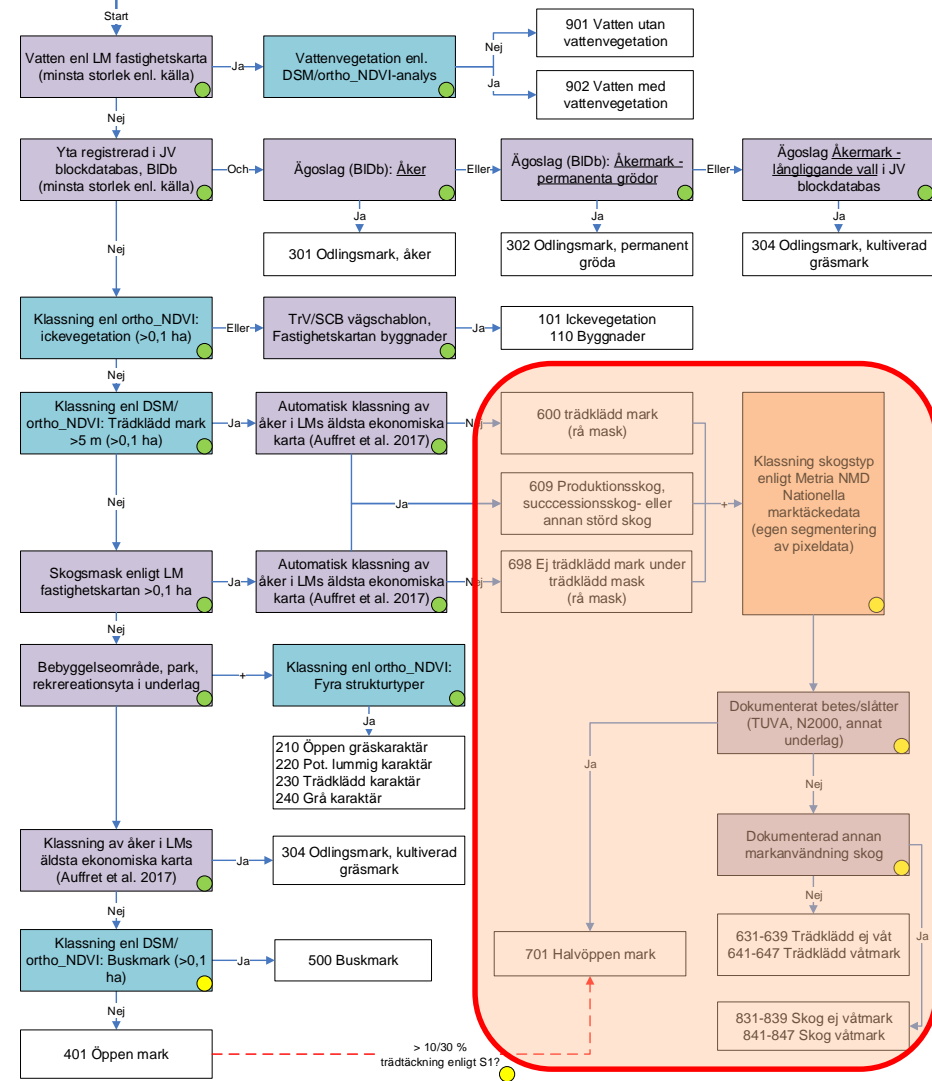 Start
Vatten enl LM fastighetskarta
(minsta storlek enl. källa)
Ja
Vattenvegetation enl.
DSM/ortho_NDVI-analys
Nej
Ja
901 Vatten utan
vattenvegetation
902 Vatten med
vattenvegetation
Nej
Yta registrerad i JV
blockdatabas, BlDb
(minsta storlek enl. källa)
Och
Ägoslag (BlDb): Åker
Eller
Ägoslag (BlDb): Åkermark -
permanenta grödor
Eller
Ägoslag Åkermark -
långliggande vall i JV
blockdatabas
Ja
Ja
Ja
301 Odlingsmark, åker
302 Odlingsmark, permanent
gröda
304 Odlingsmark, kultiverad
gräsmark
Nej
Klassning enl ortho_NDVI:
ickevegetation (>0,1 ha)
Eller
TrV/SCB vägschablon,
Fastighetskartan byggnader
Ja
101 Ickevegetation
110 Byggnader
Nej
Klassning enl DSM/
ortho_NDVI: Trädklädd mark
>5 m (>0,1 ha)
Ja
Automatisk klassning av
åker i LMs äldsta ekonomiska
karta (Auffret et al. 2017)
Nej
600 trädklädd mark
(rå mask)
Nej
Ja
609 Produktionsskog,
succcessionsskog- eller
annan störd skog
+
Klassning skogstyp
enligt Metria NMD
Nationella
marktäckedata
(egen segmentering
av pixeldata)
Skogsmask enligt LM
fastighetskartan >0,1 ha
Ja
Automatisk klassning av
åker i LMs äldsta ekonomiska
karta (Auffret et al. 2017)
Nej
698 Ej trädklädd mark under
trädklädd mask
(rå mask)
Nej
Bebyggelseområde, park,
rekrereationsyta i underlag
+
Klassning enl ortho_NDVI:
Fyra strukturtyper
Ja
210 Öppen gräskaraktär
220 Pot. lummig karaktär
230 Trädklädd karaktär
240 Grå karaktär
Dokumenterat betes/slåtter
(TUVA, N2000, annat
underlag)
Ja
Nej
Dokumenterad annan
markanvändning skog
Nej
Ja
631-639 Trädklädd ej våt
641-647 Trädklädd våtmark
831-839 Skog ej våtmark
841-847 Skog våtmark
Klassning av åker i LMs
äldsta ekonomiska karta
(Auffret et al. 2017)
Ja
304 Odlingsmark, kultiverad
gräsmark
Nej
Klassning enl DSM/
ortho_NDVI: Buskmark (>0,1
ha)
Ja
500 Buskmark
701 Halvöppen mark
Nej
401 Öppen mark
> 10/30 %
trädtäckning enligt S1?